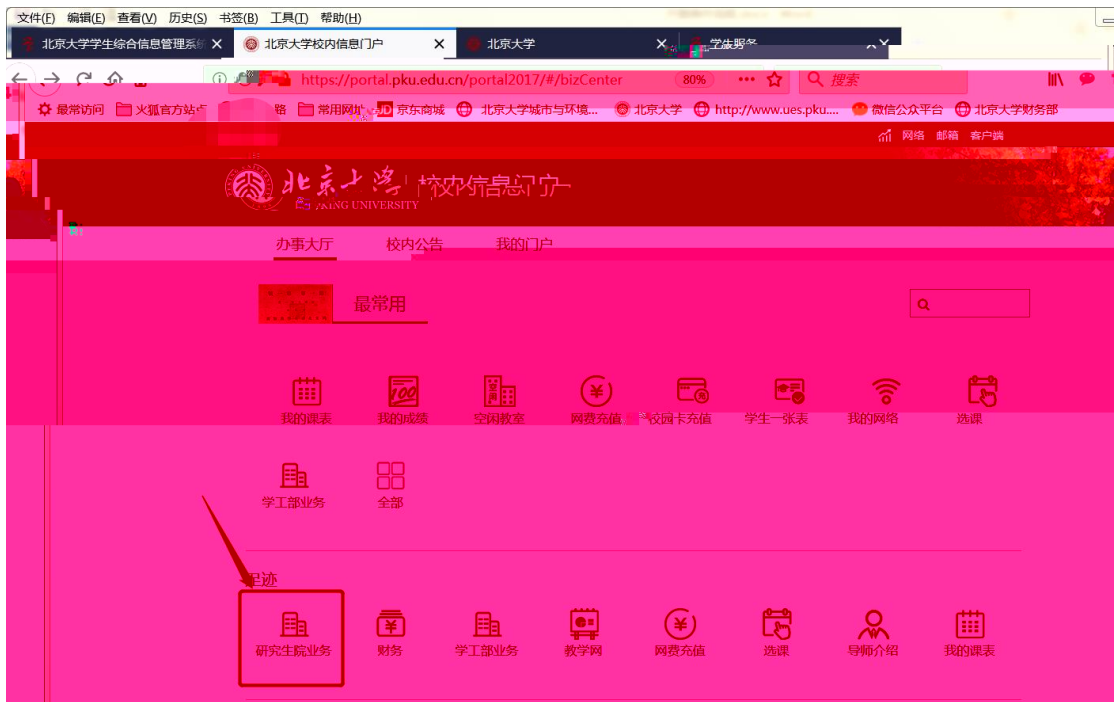 文件(F) 编辑(E) 查看(V) 历史(S) 书签(B) 工具(T) 帮助(H)
北京大学学生综合信息管理系统 北京大学校内信息门户 北京大学
https://portal.pku.edu.cn/portal2017/#/bizCenter 80% 搜索
最常访问 火狐官方站点 常用网址 JD 京东商城 北京大学城市与环境... 北京大学 http://www.ues.pku.... 微信公众平台 北京大学财务部
网络 邮箱 客户端
北京大学 校内信息门户
UNIVERSITY
办事大厅 校内公告 我的门户
最常用
我的课表 我的成绩 空闲教室 网费充值 校园卡充值 学生一张表 我的网络 选课
学工部业务 全部
足迹
研究生院业务 财务 学工部业务 教学网 网费充值 选课 导师介绍 我的课表